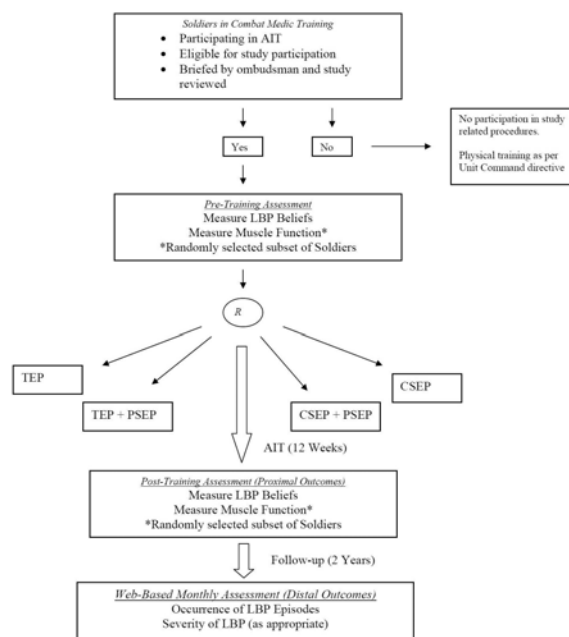 Soldiers in Combat Medic Training
• Participating in AIT
• Eligible for study participation
• Briefed by ombudsman and study
reviewed
Yes
No
No participation in study
related procedures.
Physical training as per
Unit Command directive
Pre-Training Assessment
Measure LBP Beliefs
Measure Muscle Function*
*Randomly selected subset of Soldiers
R
TEP
TEP + PSEP
CSEP + PSEP
CSEP
AIT (12 Weeks)
Post-Training Assessment (Proximal Outcomes)
Measure LBP Beliefs
Measure Muscle Function*
*Randomly selected subset of Soldiers
Follow-up (2 Years)
Web-Based Monthly Assessment (Distal Outcomes)
Occurrence of LBP Episodes
Severity of LBP (as appropriate)